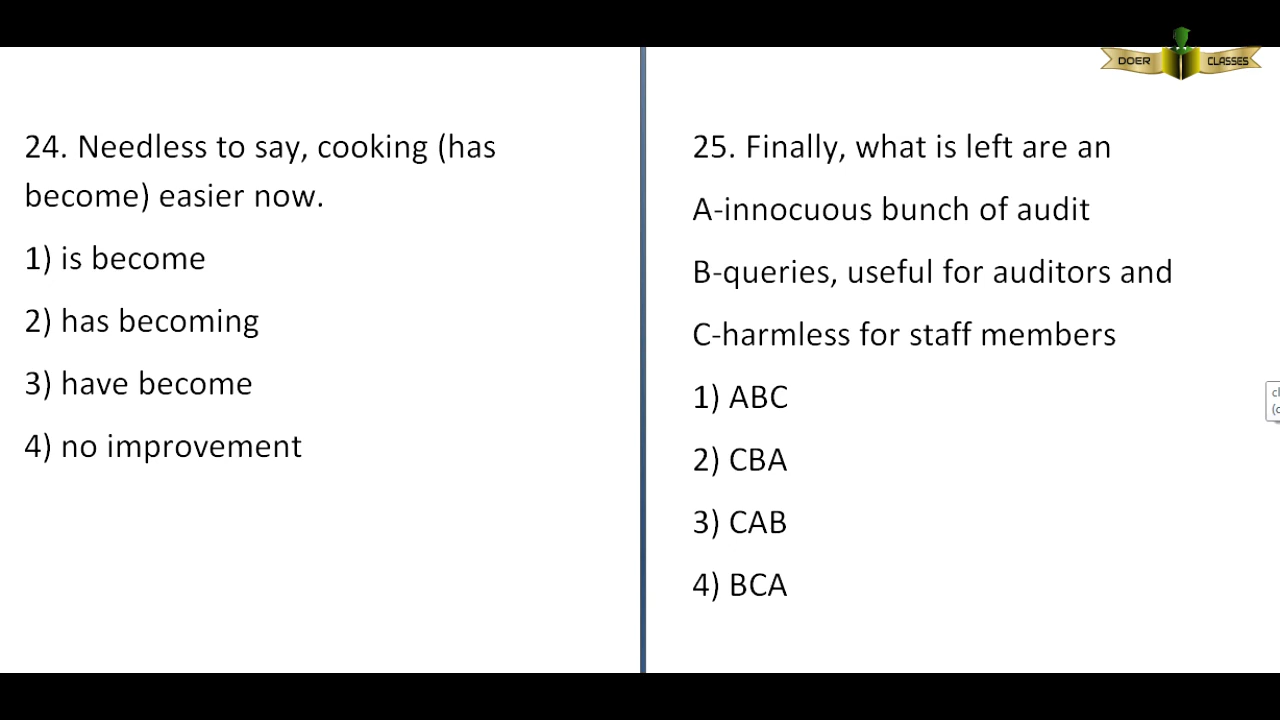 DOER CLASSES
24. Needless to say, cooking (has
become) easier now.
1) is become
2) has becoming
3) have become
4) no improvement
25. Finally, what is left are an
A-innocuous bunch of audit
B-queries, useful for auditors and
C-harmless for staff members
1) ABC
2) CBA
3) CAB
4) BCA